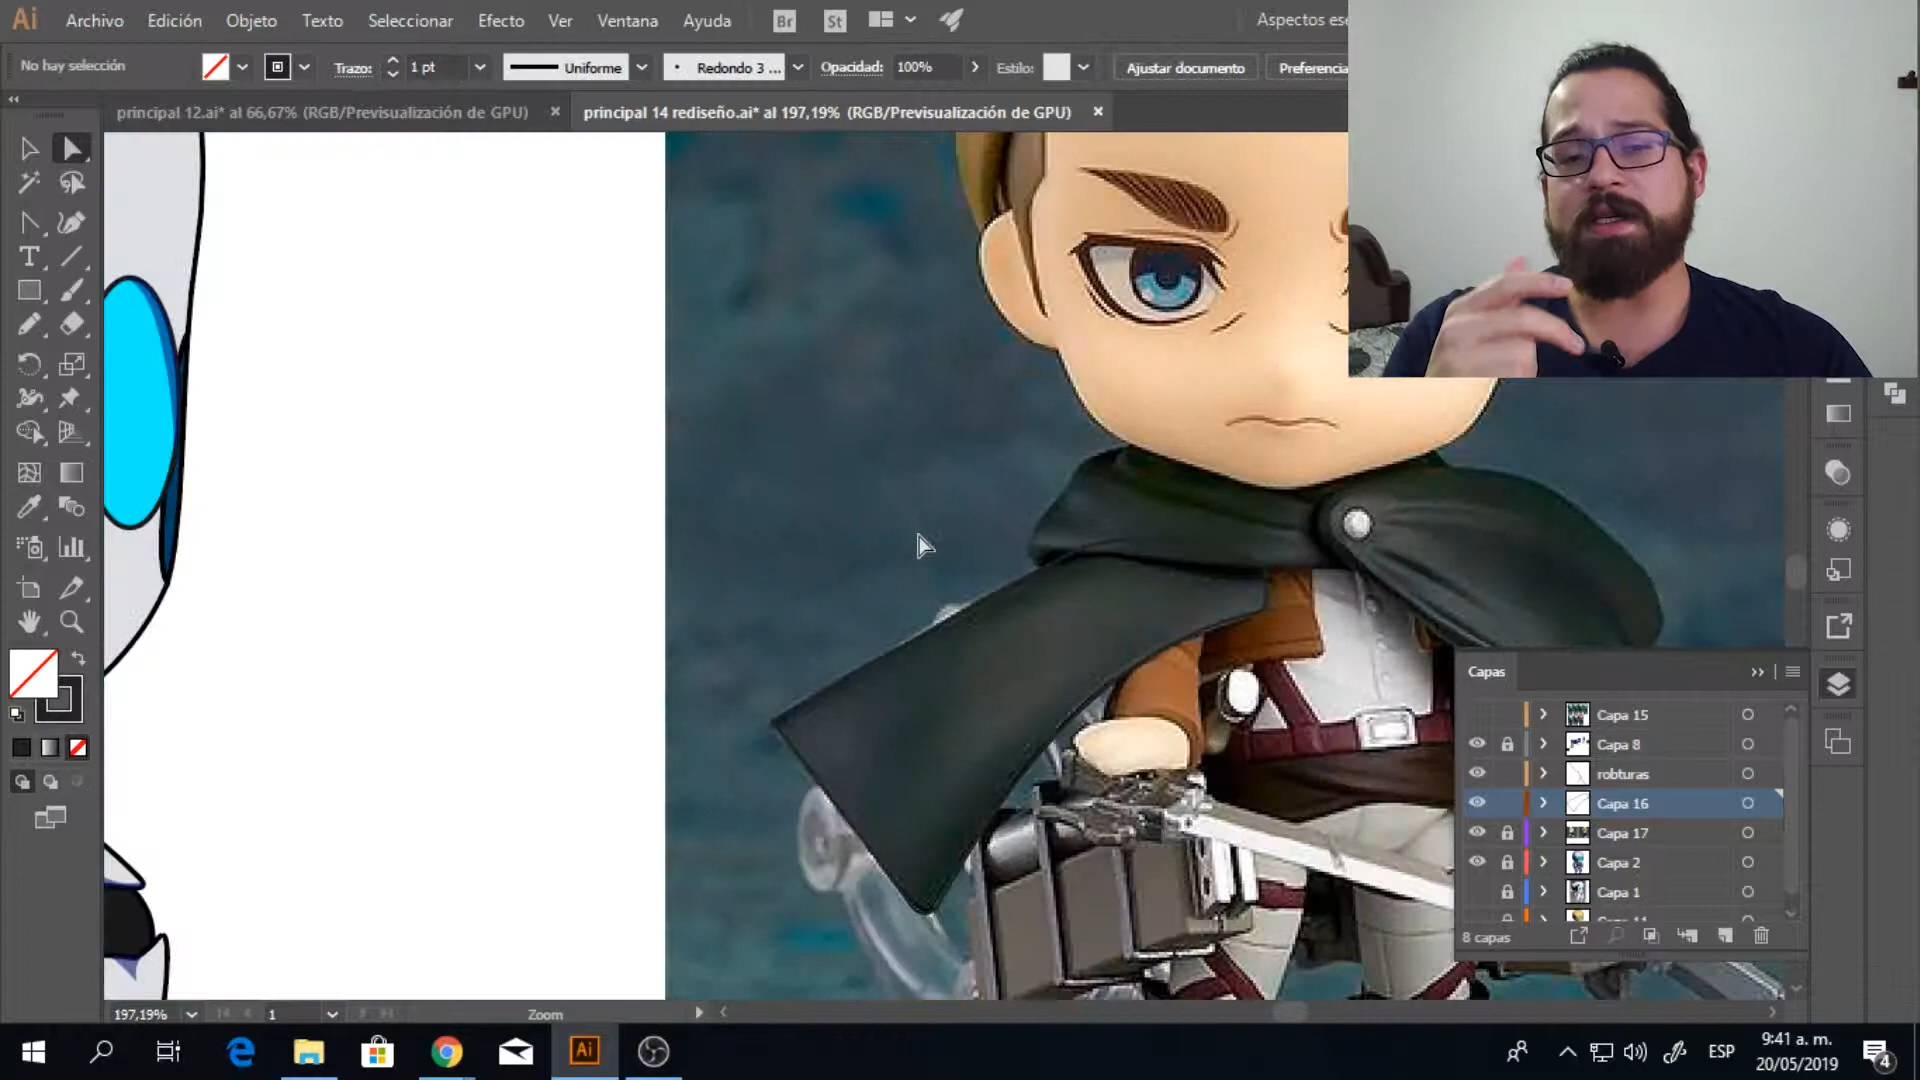 Ai Archivo Edición Objeto Texto Seleccionar Efecto Ver Ventana Ayuda Br St Aspectos ese
No hay selección Trazo: 1 pt Uniforme Redondo 3 ... Opacidad: 100% Estilo: Ajustar documento Preferencia
principal 12.ai* al 66,67% (RGB/Previsualización de GPU) × principal 14 rediseño.ai* al 197,19% (RGB/Previsualización de GPU) ×
Capas
Capa 15
Capa 8
robturas
Capa 16
Capa 17
Capa 2
Capa 1
8 capas
197,19% 1 Zoom
Ai ESP 9:41 a. m.
20/05/2019
4